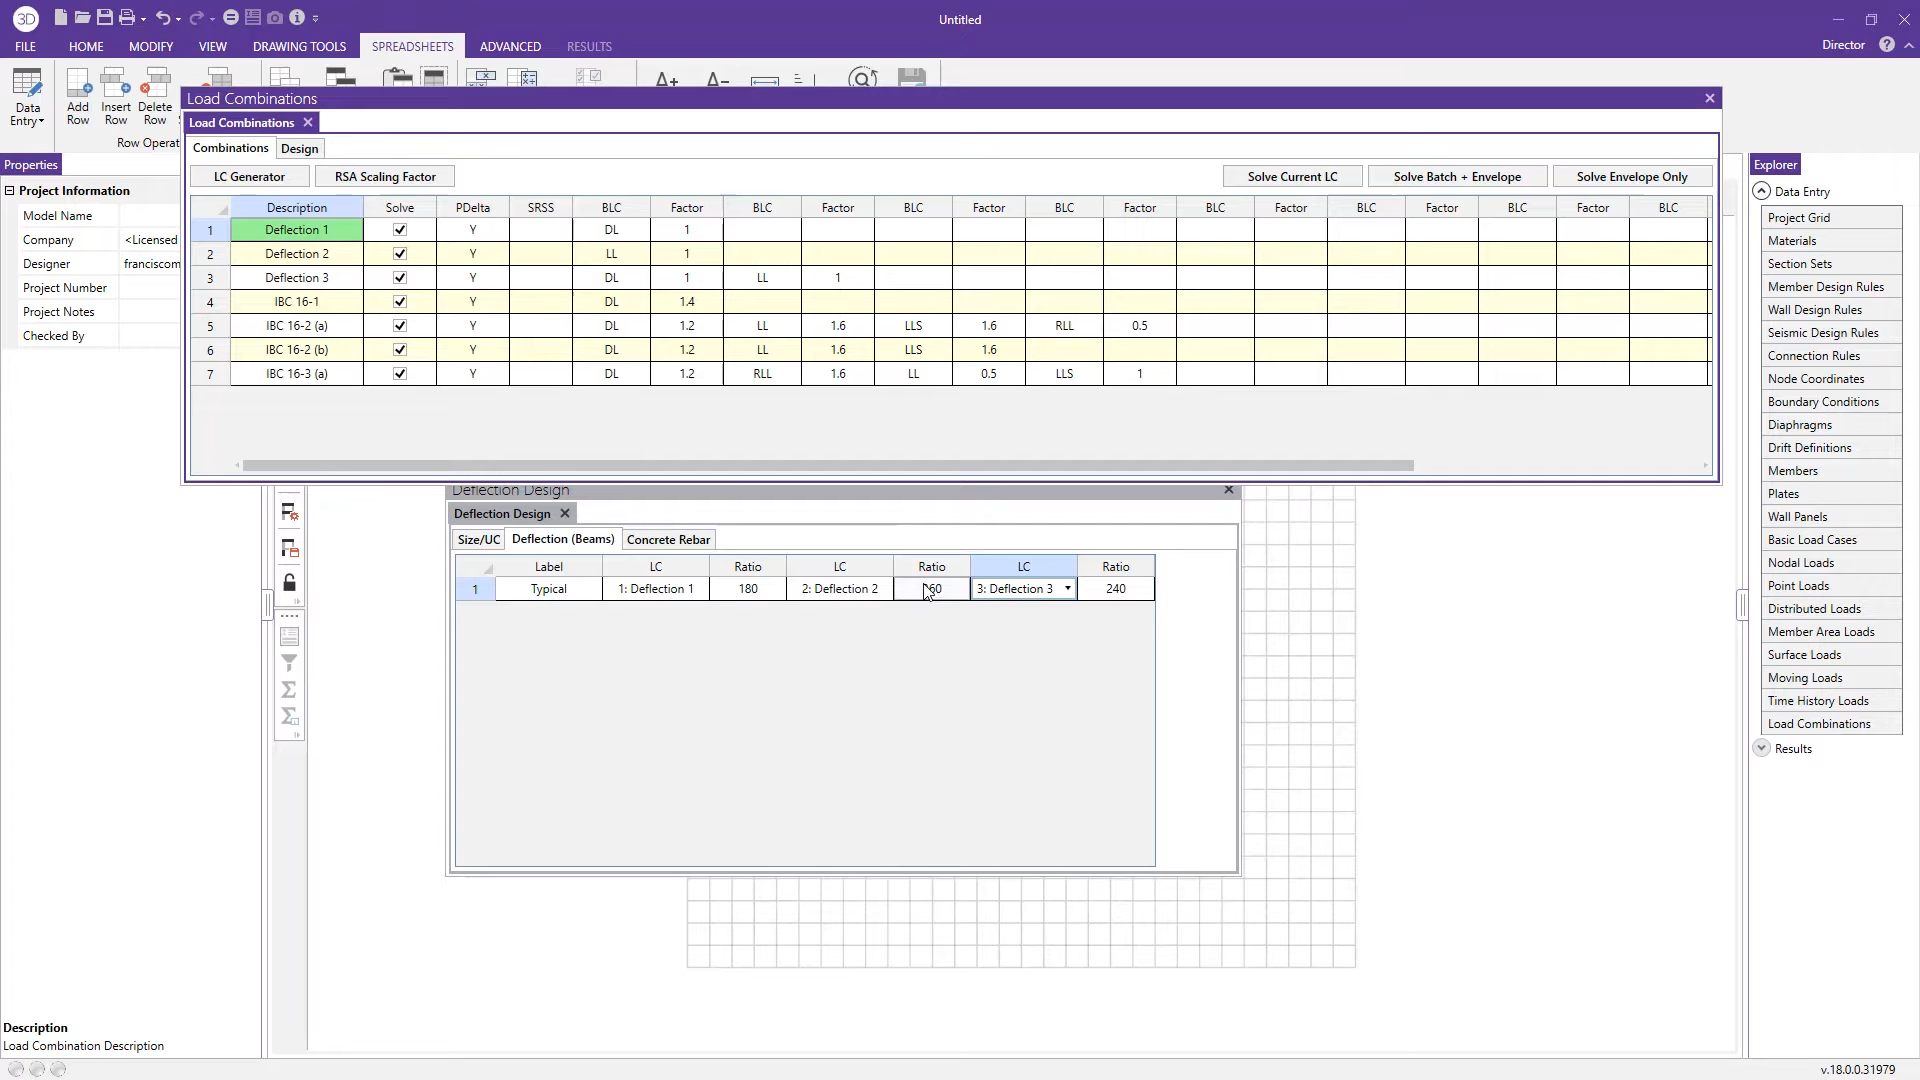 3D
Untitled
FILE HOME MODIFY VIEW DRAWING TOOLS SPREADSHEETS ADVANCED RESULTS
Director
Data Entry
Add Row
Insert Row
Delete Row
Row Operat
Load Combinations
Load Combinations
Combinations Design
LC Generator RSA Scaling Factor Solve Current LC Solve Batch + Envelope Solve Envelope Only
Description Solve PDelta SRSS BLC Factor BLC Factor BLC Factor BLC Factor BLC Factor BLC Factor BLC Factor BLC
1 Deflection 1 Y DL 1
2 Deflection 2 Y LL 1
3 Deflection 3 Y DL 1 LL 1
4 IBC 16-1 Y DL 1.4
5 IBC 16-2 (a) Y DL 1.2 LL 1.6 LLS 1.6 RLL 0.5
6 IBC 16-2 (b) Y DL 1.2 LL 1.6 LLS 1.6
7 IBC 16-3 (a) Y DL 1.2 RLL 1.6 LL 0.5 LLS 1
Properties
Project Information
Model Name
Company <Licensed
Designer franciscom
Project Number
Project Notes
Checked By
Deflection Design
Deflection Design
Size/UC Deflection (Beams) Concrete Rebar
Label LC Ratio LC Ratio LC Ratio
1 Typical 1: Deflection 1 180 2: Deflection 2 3: Deflection 3 240
Explorer
Data Entry
Project Grid
Materials
Section Sets
Member Design Rules
Wall Design Rules
Seismic Design Rules
Connection Rules
Node Coordinates
Boundary Conditions
Diaphragms
Drift Definitions
Members
Plates
Wall Panels
Basic Load Cases
Nodal Loads
Point Loads
Distributed Loads
Member Area Loads
Surface Loads
Moving Loads
Time History Loads
Load Combinations
Results
Description
Load Combination Description
v.18.0.0.31979